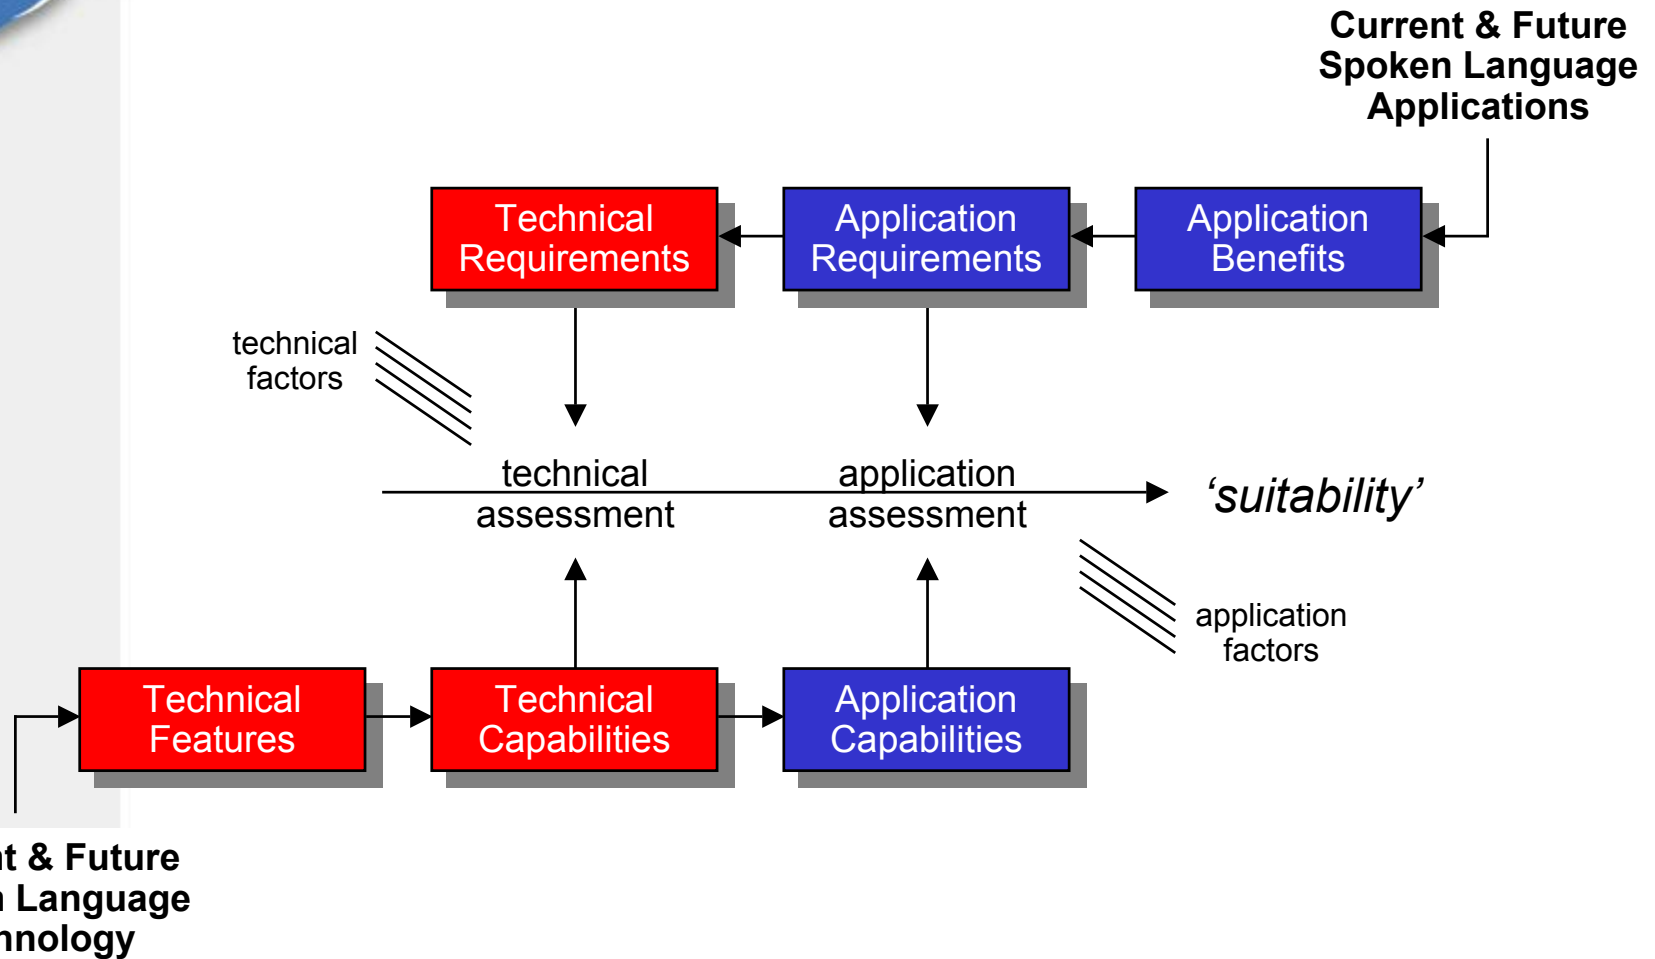 Current & Future
Spoken Language
Applications
Technical
Requirements
Application
Requirements
Application
Benefits
technical
factors
technical
assessment
application
assessment
‘suitability’
application
factors
Technical
Features
Technical
Capabilities
Application
Capabilities
& Future
Language